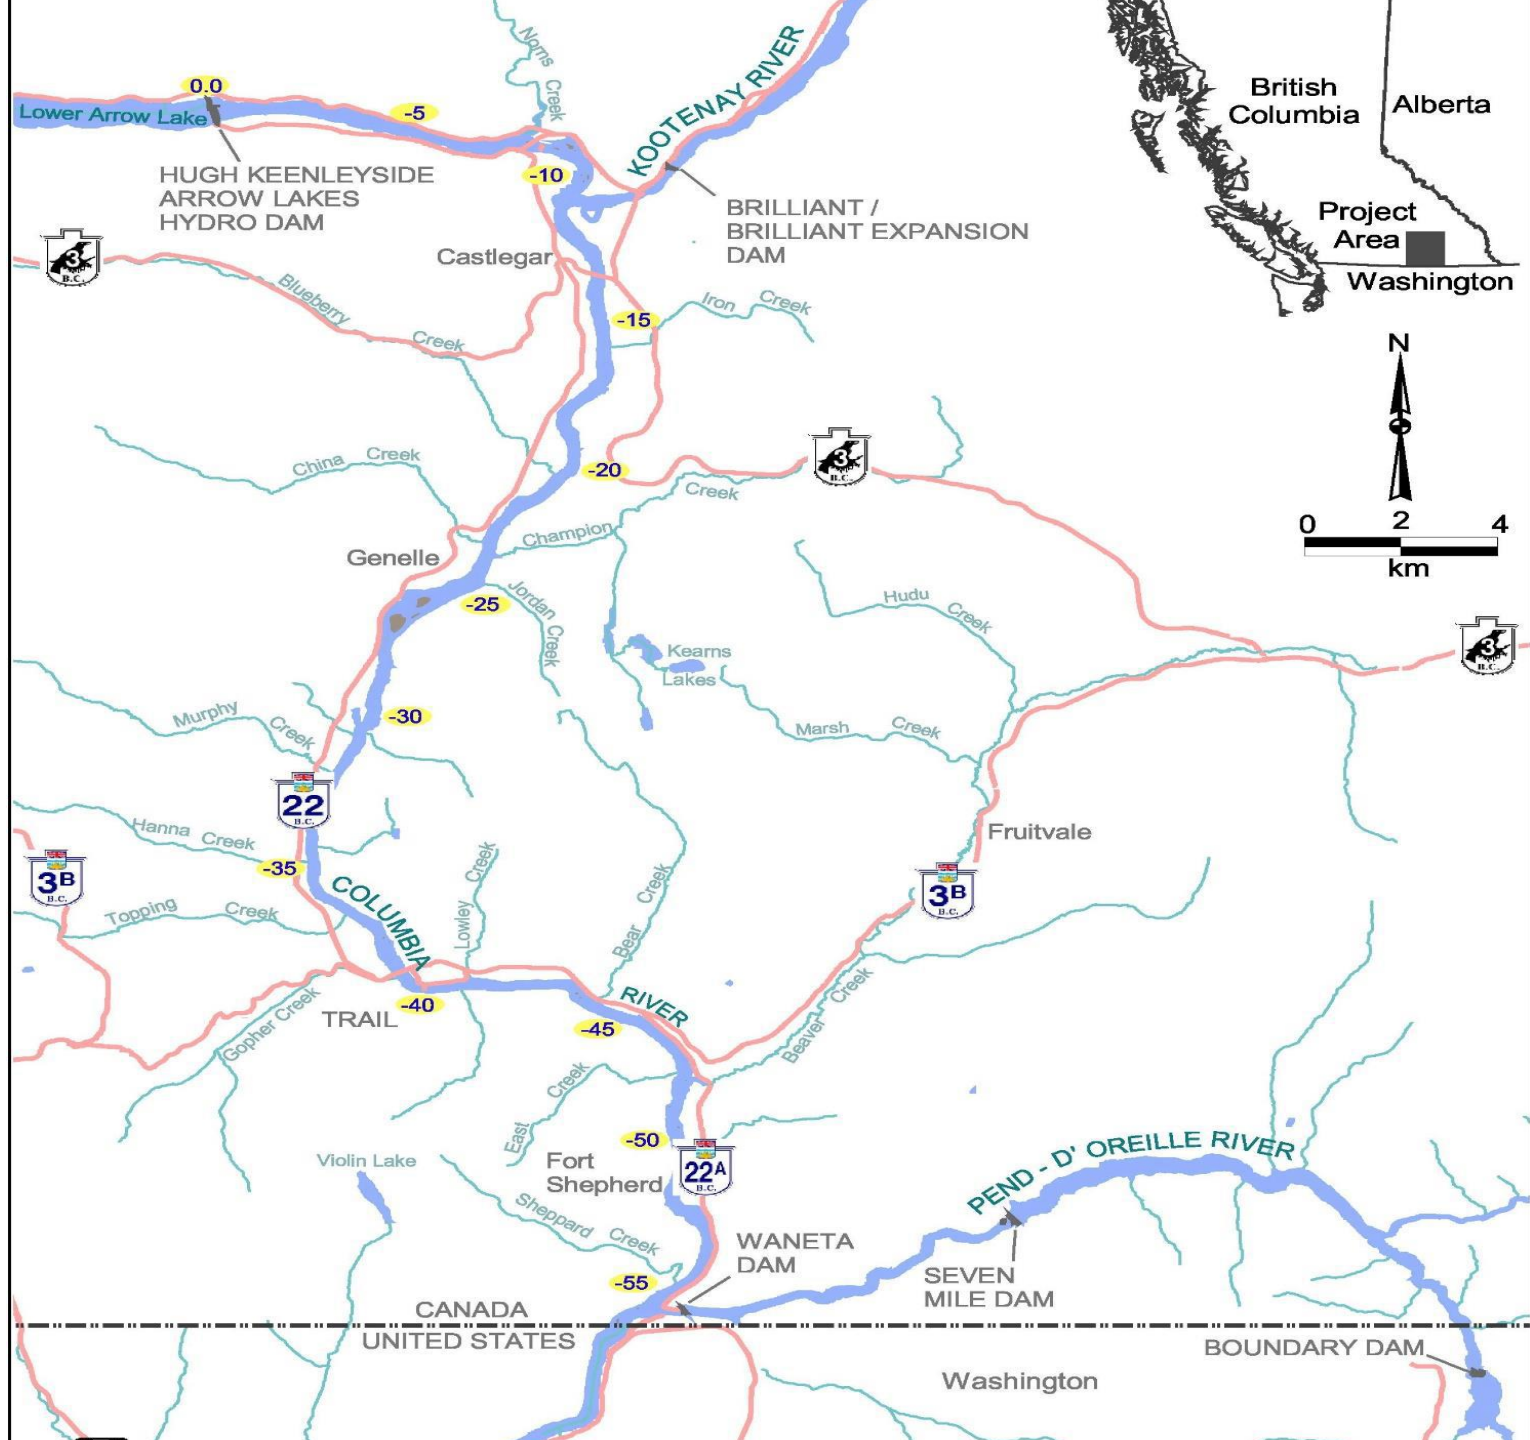 Norns
Creek
KOOTENAY RIVER
0.0
-5
Lower Arrow Lake
HUGH KEENLEYSIDE
ARROW LAKES
HYDRO DAM
-10
BRILLIANT /
BRILLIANT EXPANSION
DAM
British
Columbia
Alberta
Project
Area
Washington
3
B.C.
Castlegar
Blueberry
Creek
-15
Iron Creek
N
0 2 4
km
China Creek
-20
Creek
3
B.C.
Champion
Genelle
-25
Jordan Creek
Hudu Creek
Kearns
Lakes
3
B.C.
Murphy
Creek
-30
Marsh Creek
22
B.C.
Hanna Creek
-35
Fruitvale
3B
B.C.
3B
B.C.
Topping Creek
COLUMBIA
Lowley Creek
Bear Creek
RIVER
-40
TRAIL
-45
Gopher Creek
Beaver Creek
East Creek
-50
Violin Lake
Fort
Shepherd
22A
B.C.
PEND - D' OREILLE RIVER
Sheppard Creek
WANETA
DAM
-55
SEVEN
MILE DAM
CANADA
UNITED STATES
BOUNDARY DAM
Washington